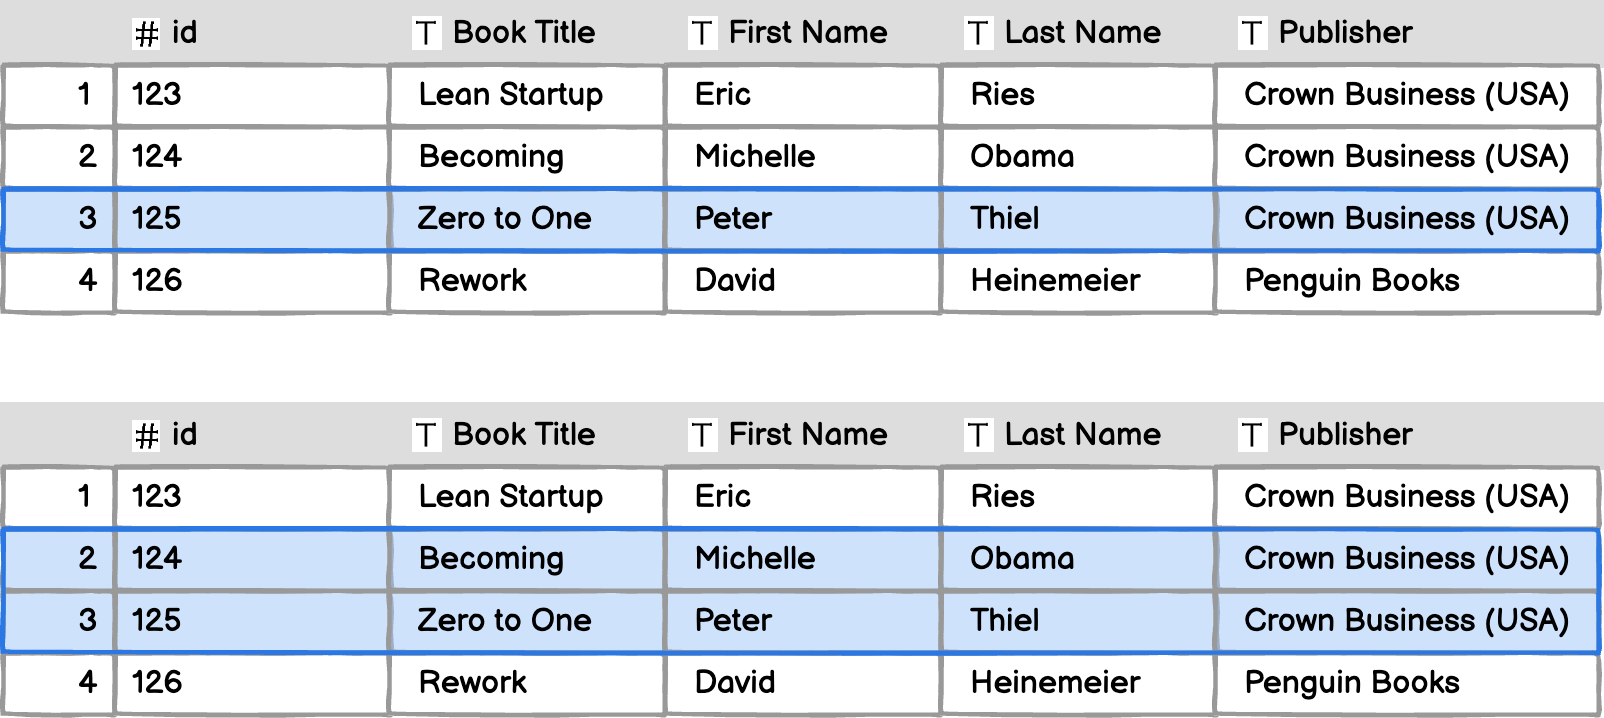 # id T Book Title T First Name T Last Name T Publisher
1 123 Lean Startup Eric Ries Crown Business (USA)
2 124 Becoming Michelle Obama Crown Business (USA)
3 125 Zero to One Peter Thiel Crown Business (USA)
4 126 Rework David Heinemeier Penguin Books
# id T Book Title T First Name T Last Name T Publisher
1 123 Lean Startup Eric Ries Crown Business (USA)
2 124 Becoming Michelle Obama Crown Business (USA)
3 125 Zero to One Peter Thiel Crown Business (USA)
4 126 Rework David Heinemeier Penguin Books